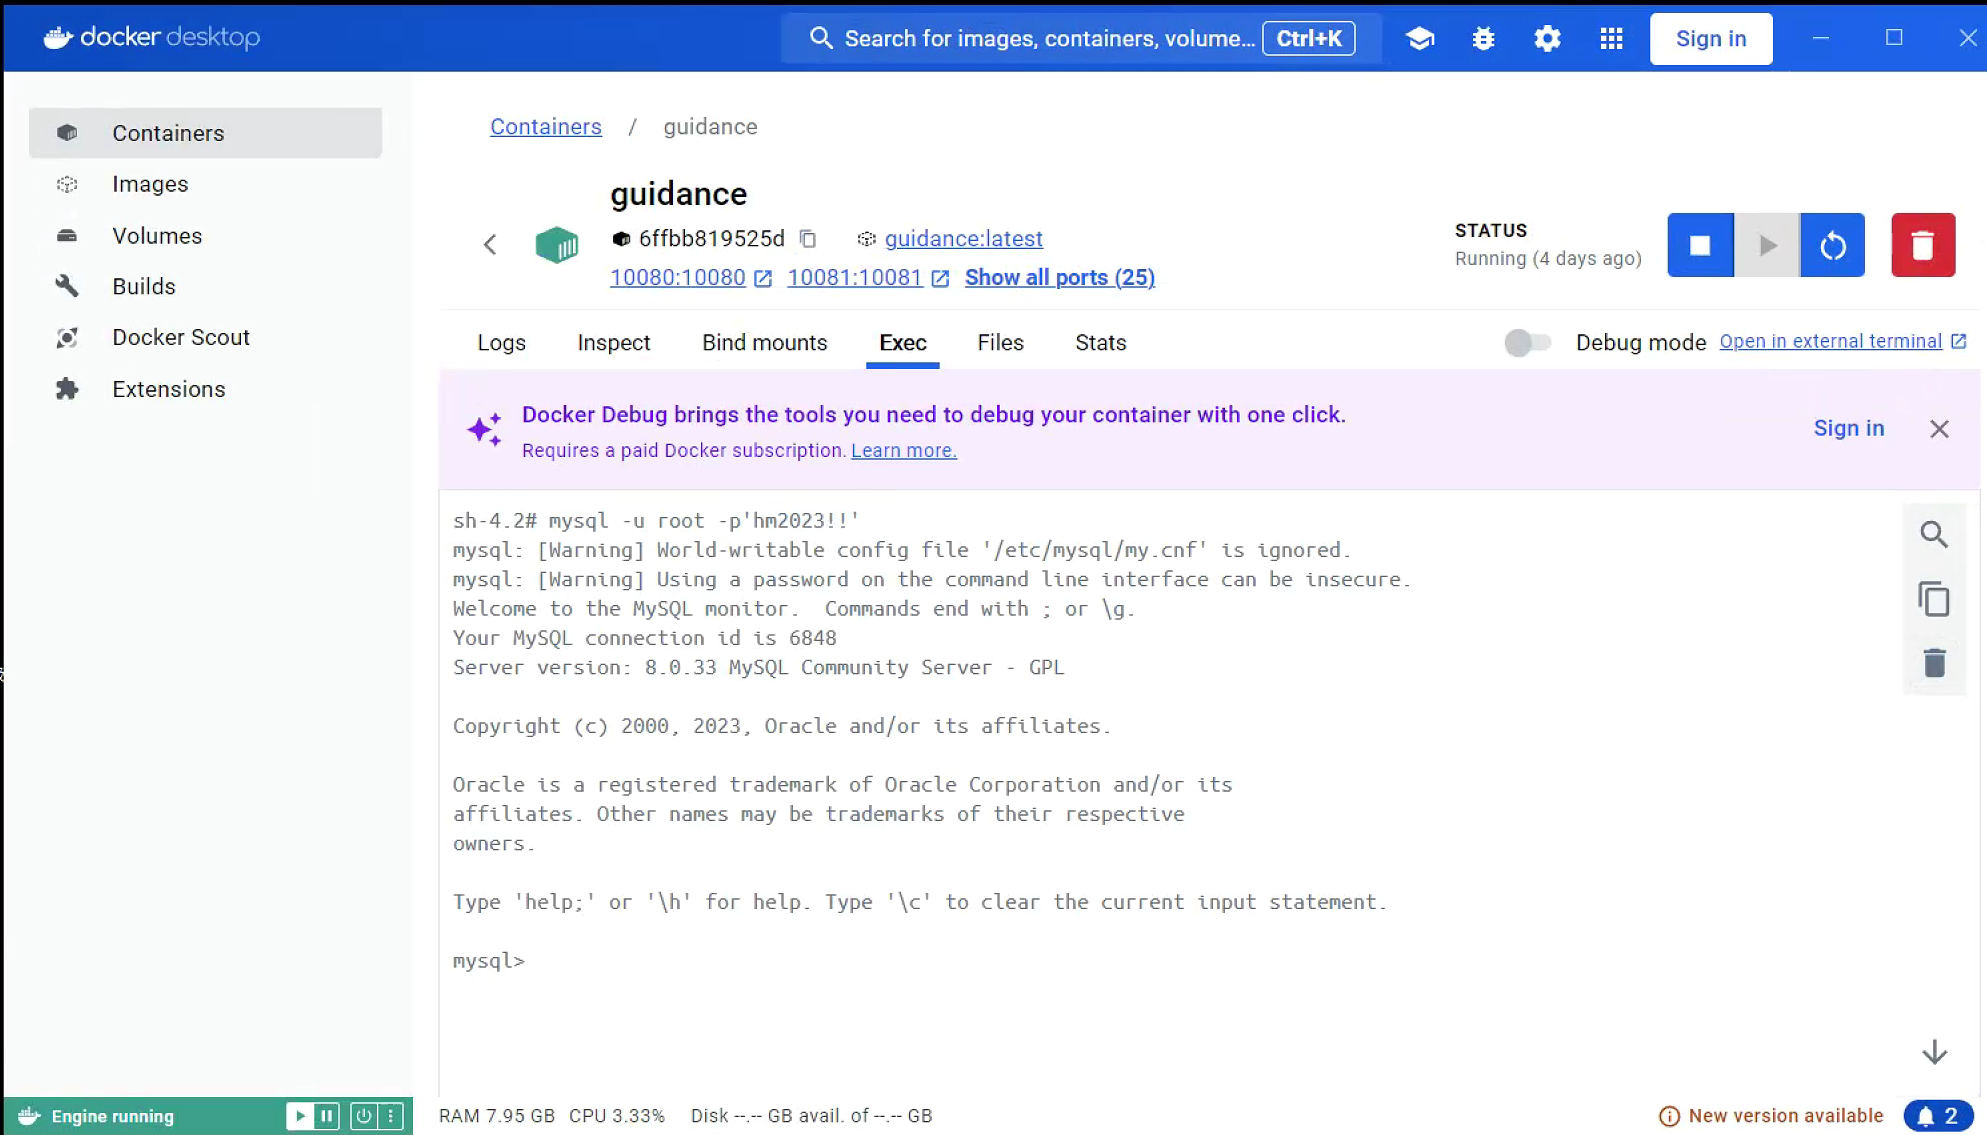 docker desktop
Search for images, containers, volume... Ctrl+K
Sign in
Containers
Images
Volumes
Builds
Docker Scout
Extensions
Containers / guidance
guidance
6ffbb819525d guidance:latest
10080:10080 10081:10081 Show all ports (25)
STATUS
Running (4 days ago)
Logs Inspect Bind mounts Exec Files Stats
Debug mode Open in external terminal
Docker Debug brings the tools you need to debug your container with one click.
Requires a paid Docker subscription. Learn more.
Sign in
sh-4.2# mysql -u root -p'hm2023!!'
mysql: [Warning] World-writable config file '/etc/mysql/my.cnf' is ignored.
mysql: [Warning] Using a password on the command line interface can be insecure.
Welcome to the MySQL monitor.  Commands end with ; or \g.
Your MySQL connection id is 6848
Server version: 8.0.33 MySQL Community Server - GPL
Copyright (c) 2000, 2023, Oracle and/or its affiliates.
Oracle is a registered trademark of Oracle Corporation and/or its
affiliates. Other names may be trademarks of their respective
owners.
Type 'help;' or '\h' for help. Type '\c' to clear the current input statement.
mysql>
Engine running
RAM 7.95 GB CPU 3.33% Disk --.-- GB avail. of --.-- GB
New version available
2